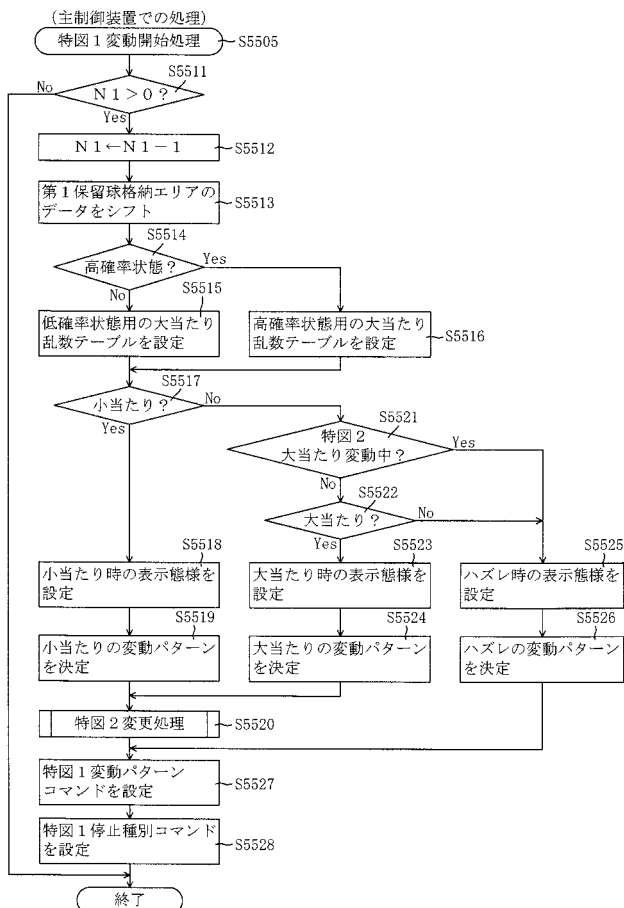 (主制御装置での処理)
特図1変動開始処理
S5505
S5511
No
N1>0?
Yes
N1←N1−1
S5512
第1保留球格納エリアの
データをシフト
S5513
S5514
高確率状態?
Yes
No
S5515
低確率状態用の大当たり
乱数テーブルを設定
高確率状態用の大当たり
乱数テーブルを設定
S5516
S5517
小当たり?
No
Yes
S5521
特図2
大当たり変動中?
Yes
No
S5522
大当たり?
No
Yes
S5518
小当たり時の表示態様を
設定
S5523
大当たり時の表示態様を
設定
S5525
ハズレ時の表示態様を
設定
S5519
小当たりの変動パターン
を決定
S5524
大当たりの変動パターン
を決定
S5526
ハズレの変動パターン
を決定
特図2変更処理
S5520
特図1変動パターン
コマンドを設定
S5527
特図1停止種別コマンド
を設定
S5528
終了